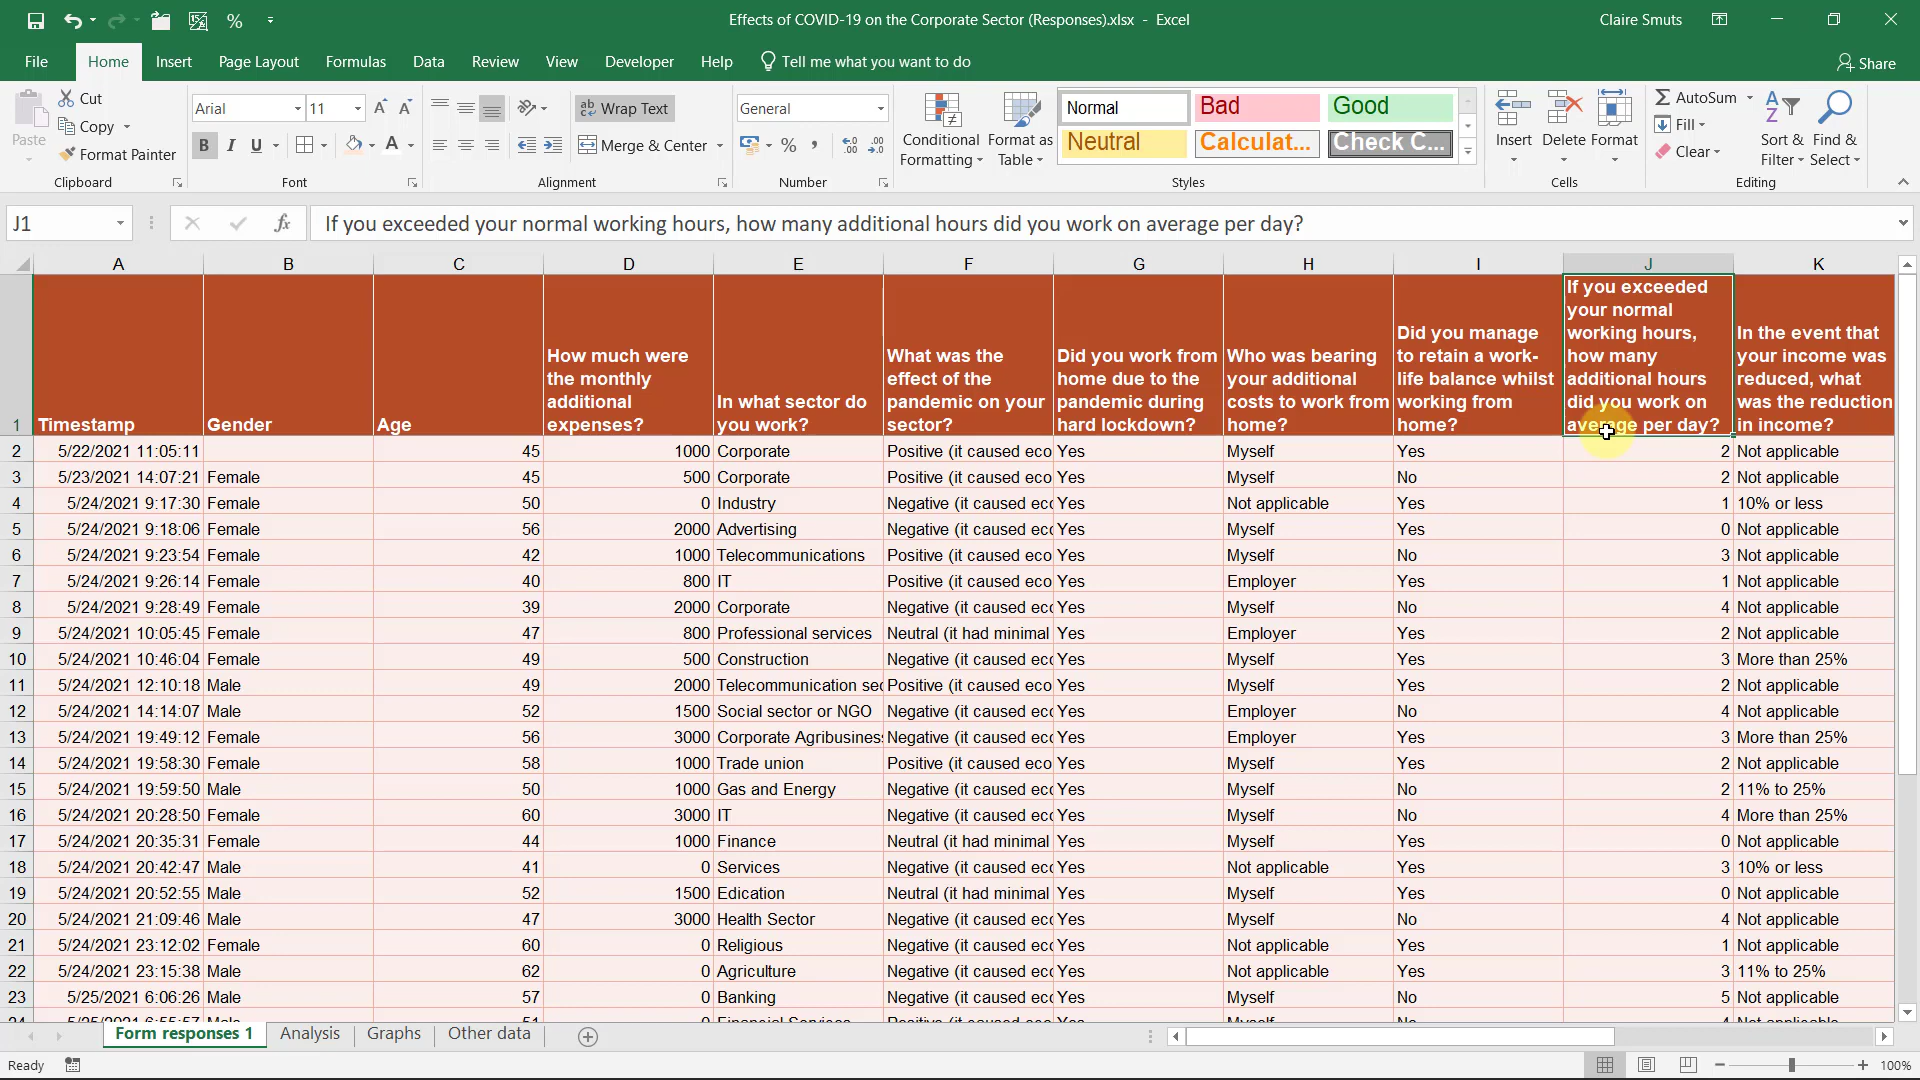 Effects of COVID-19 on the Corporate Sector (Responses).xlsx - Excel
Claire Smuts
File Home Insert Page Layout Formulas Data Review View Developer Help Tell me what you want to do Share
Paste
Cut
Copy
Format Painter
Clipboard
Arial 11
B I U
Font
Wrap Text
Merge & Center
Alignment
General
Number
Conditional Formatting
Format as Table
Normal Bad Good
Neutral Calculat... Check C...
Styles
Insert Delete Format
Cells
AutoSum
Fill
Clear
Sort & Filter
Find & Select
Editing
J1 fx If you exceeded your normal working hours, how many additional hours did you work on average per day?
A B C D E F G H I J K
1 Timestamp Gender Age How much were the monthly additional expenses? In what sector do you work? What was the effect of the pandemic on your sector? Did you work from home due to the pandemic during hard lockdown? Who was bearing your additional costs to work from home? Did you manage to retain a work-life balance whilst working from home? If you exceeded your normal working hours, how many additional hours did you work on average per day? In the event that your income was reduced, what was the reduction in income?
2 5/22/2021 11:05:11 45 1000 Corporate Positive (it caused eco Yes Myself Yes 2 Not applicable
3 5/23/2021 14:07:21 Female 45 500 Corporate Positive (it caused eco Yes Myself No 2 Not applicable
4 5/24/2021 9:17:30 Female 50 0 Industry Negative (it caused ecc Yes Not applicable Yes 1 10% or less
5 5/24/2021 9:18:06 Female 56 2000 Advertising Negative (it caused ecc Yes Myself Yes 0 Not applicable
6 5/24/2021 9:23:54 Female 42 1000 Telecommunications Positive (it caused eco Yes Myself No 3 Not applicable
7 5/24/2021 9:26:14 Female 40 800 IT Positive (it caused eco Yes Employer Yes 1 Not applicable
8 5/24/2021 9:28:49 Female 39 2000 Corporate Negative (it caused ecc Yes Myself No 4 Not applicable
9 5/24/2021 10:05:45 Female 47 800 Professional services Neutral (it had minimal Yes Employer Yes 2 Not applicable
10 5/24/2021 10:46:04 Female 49 500 Construction Negative (it caused ecc Yes Myself Yes 3 More than 25%
11 5/24/2021 12:10:18 Male 49 2000 Telecommunication sec Positive (it caused eco Yes Myself Yes 2 Not applicable
12 5/24/2021 14:14:07 Male 52 1500 Social sector or NGO Negative (it caused ecc Yes Employer No 4 Not applicable
13 5/24/2021 19:49:12 Female 56 3000 Corporate Agribusiness Negative (it caused ecc Yes Employer Yes 3 More than 25%
14 5/24/2021 19:58:30 Female 58 1000 Trade union Positive (it caused eco Yes Myself Yes 2 Not applicable
15 5/24/2021 19:59:50 Male 50 1000 Gas and Energy Negative (it caused ecc Yes Myself No 2 11% to 25%
16 5/24/2021 20:28:50 Female 60 3000 IT Negative (it caused ecc Yes Myself No 4 More than 25%
17 5/24/2021 20:35:31 Female 44 1000 Finance Neutral (it had minimal Yes Myself Yes 0 Not applicable
18 5/24/2021 20:42:47 Male 41 0 Services Negative (it caused ecc Yes Not applicable Yes 3 10% or less
19 5/24/2021 20:52:55 Male 52 1500 Edication Neutral (it had minimal Yes Myself Yes 0 Not applicable
20 5/24/2021 21:09:46 Male 47 3000 Health Sector Negative (it caused ecc Yes Myself No 4 Not applicable
21 5/24/2021 23:12:02 Female 60 0 Religious Negative (it caused ecc Yes Not applicable Yes 1 Not applicable
22 5/24/2021 23:15:38 Male 62 0 Agriculture Negative (it caused ecc Yes Not applicable Yes 3 11% to 25%
23 5/25/2021 6:06:26 Male 57 0 Banking Negative (it caused ecc Yes Myself No 5 Not applicable
Form responses 1 Analysis Graphs Other data
Ready 100%